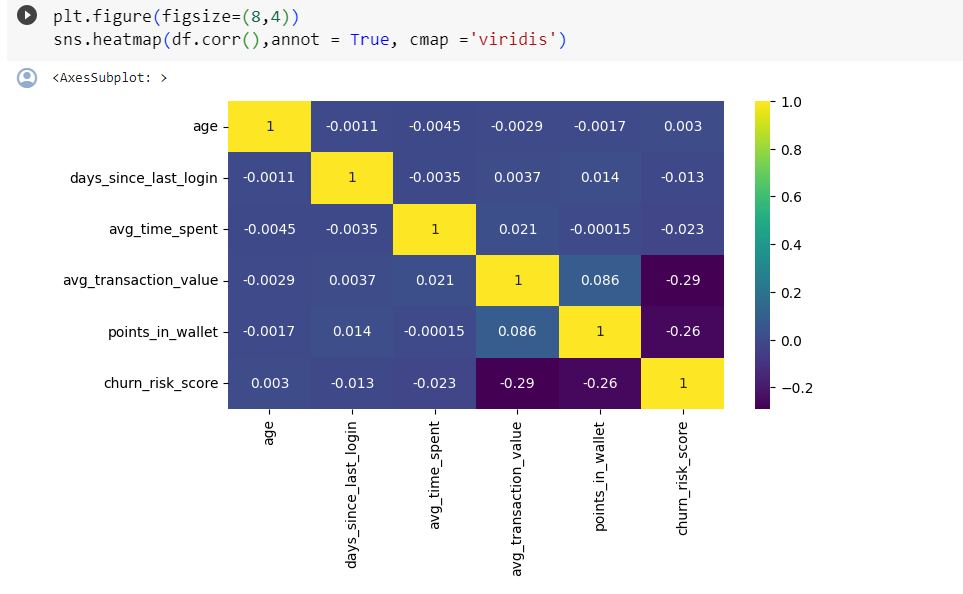 plt.figure(figsize=(8,4))
sns.heatmap(df.corr(),annot = True, cmap ='viridis')
<AxesSubplot: >
age 1 -0.0011 -0.0045 -0.0029 -0.0017 0.003
days_since_last_login -0.0011 1 -0.0035 0.0037 0.014 -0.013
avg_time_spent -0.0045 -0.0035 1 0.021 -0.00015 -0.023
avg_transaction_value -0.0029 0.0037 0.021 1 0.086 -0.29
points_in_wallet -0.0017 0.014 -0.00015 0.086 1 -0.26
churn_risk_score 0.003 -0.013 -0.023 -0.29 -0.26 1
age
days_since_last_login
avg_time_spent
avg_transaction_value
points_in_wallet
churn_risk_score
1.0
0.8
0.6
0.4
0.2
0.0
−0.2